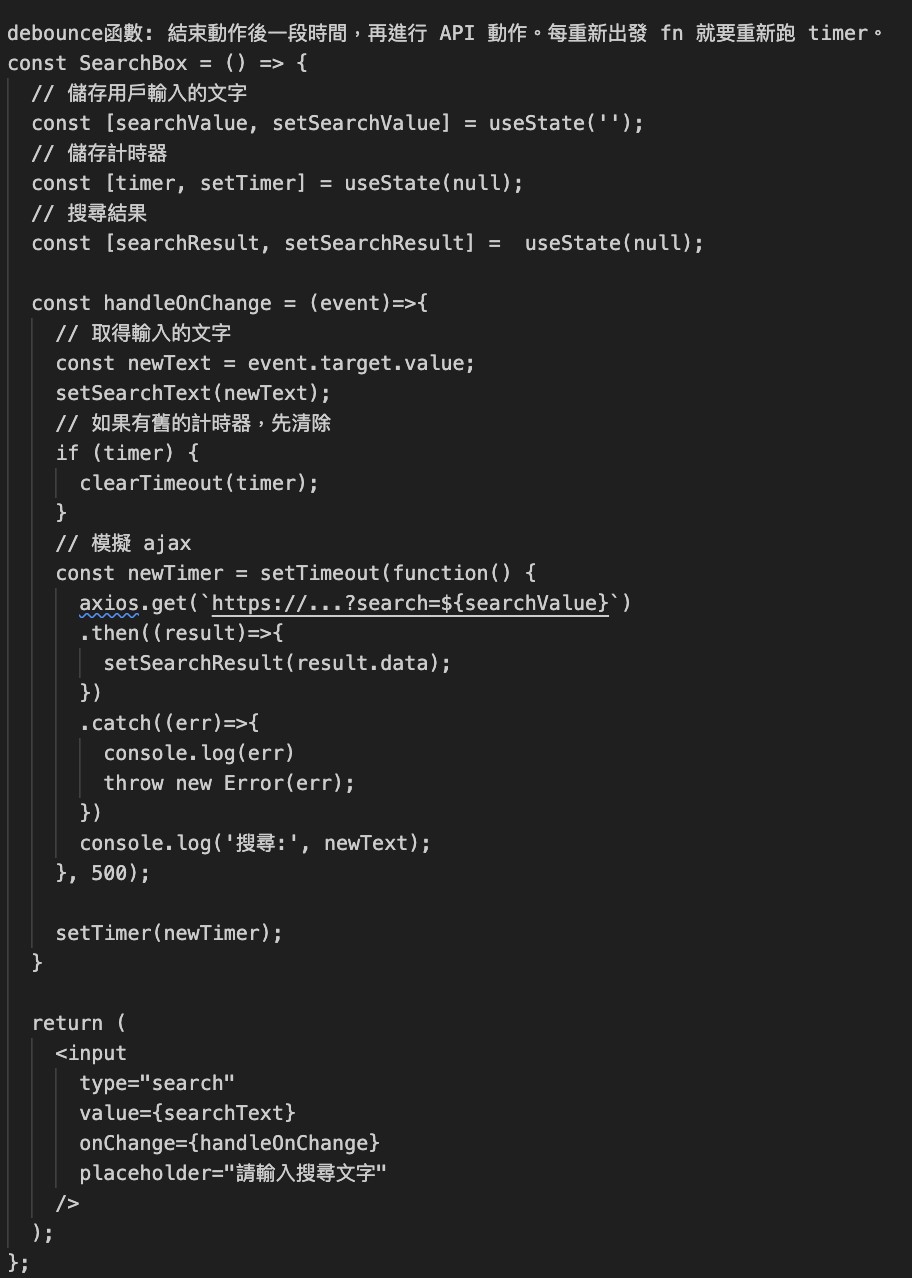 debounce函數: 結束動作後一段時間，再進行 API 動作。每重新出發 fn 就要重新跑 timer。
const SearchBox = () => {
  // 儲存用戶輸入的文字
  const [searchValue, setSearchValue] = useState('');
  // 儲存計時器
  const [timer, setTimer] = useState(null);
  // 搜尋結果
  const [searchResult, setSearchResult] =  useState(null);

  const handleOnChange = (event)=>{
    // 取得輸入的文字
    const newText = event.target.value;
    setSearchText(newText);
    // 如果有舊的計時器，先清除
    if (timer) {
      clearTimeout(timer);
    }
    // 模擬 ajax
    const newTimer = setTimeout(function() {
      axios.get(`https://...?search=${searchValue}`)
      .then((result)=>{
        setSearchResult(result.data);
      })
      .catch((err)=>{
        console.log(err)
        throw new Error(err);
      })
      console.log('搜尋:', newText);
    }, 500);

    setTimer(newTimer);
  }

  return (
    <input
      type="search"
      value={searchText}
      onChange={handleOnChange}
      placeholder="請輸入搜尋文字"
    />
  );
};